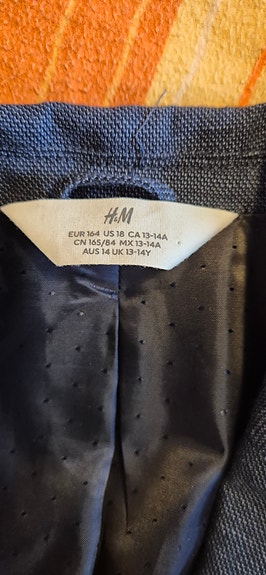 H&M
EUR 164 US 18 CA 13-14A
CN 165/84 MX 13-14A
AUS 14 UK 13-14Y